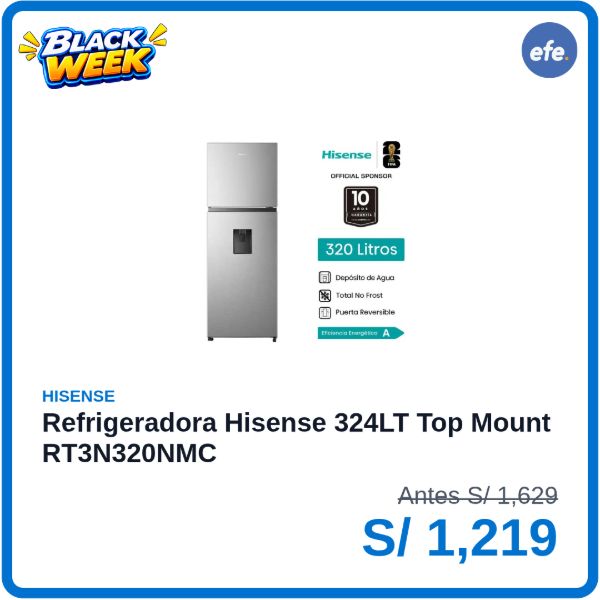 BLACK
WEEK
efe.
Hisense
FIFA
OFFICIAL SPONSOR
10
AÑOS
GARANTÍA
320 Litros
Depósito de Agua
Total No Frost
Puerta Reversible
Eficiencia Energética A
HISENSE
Refrigeradora Hisense 324LT Top Mount
RT3N320NMC
Antes S/ 1,629
S/ 1,219